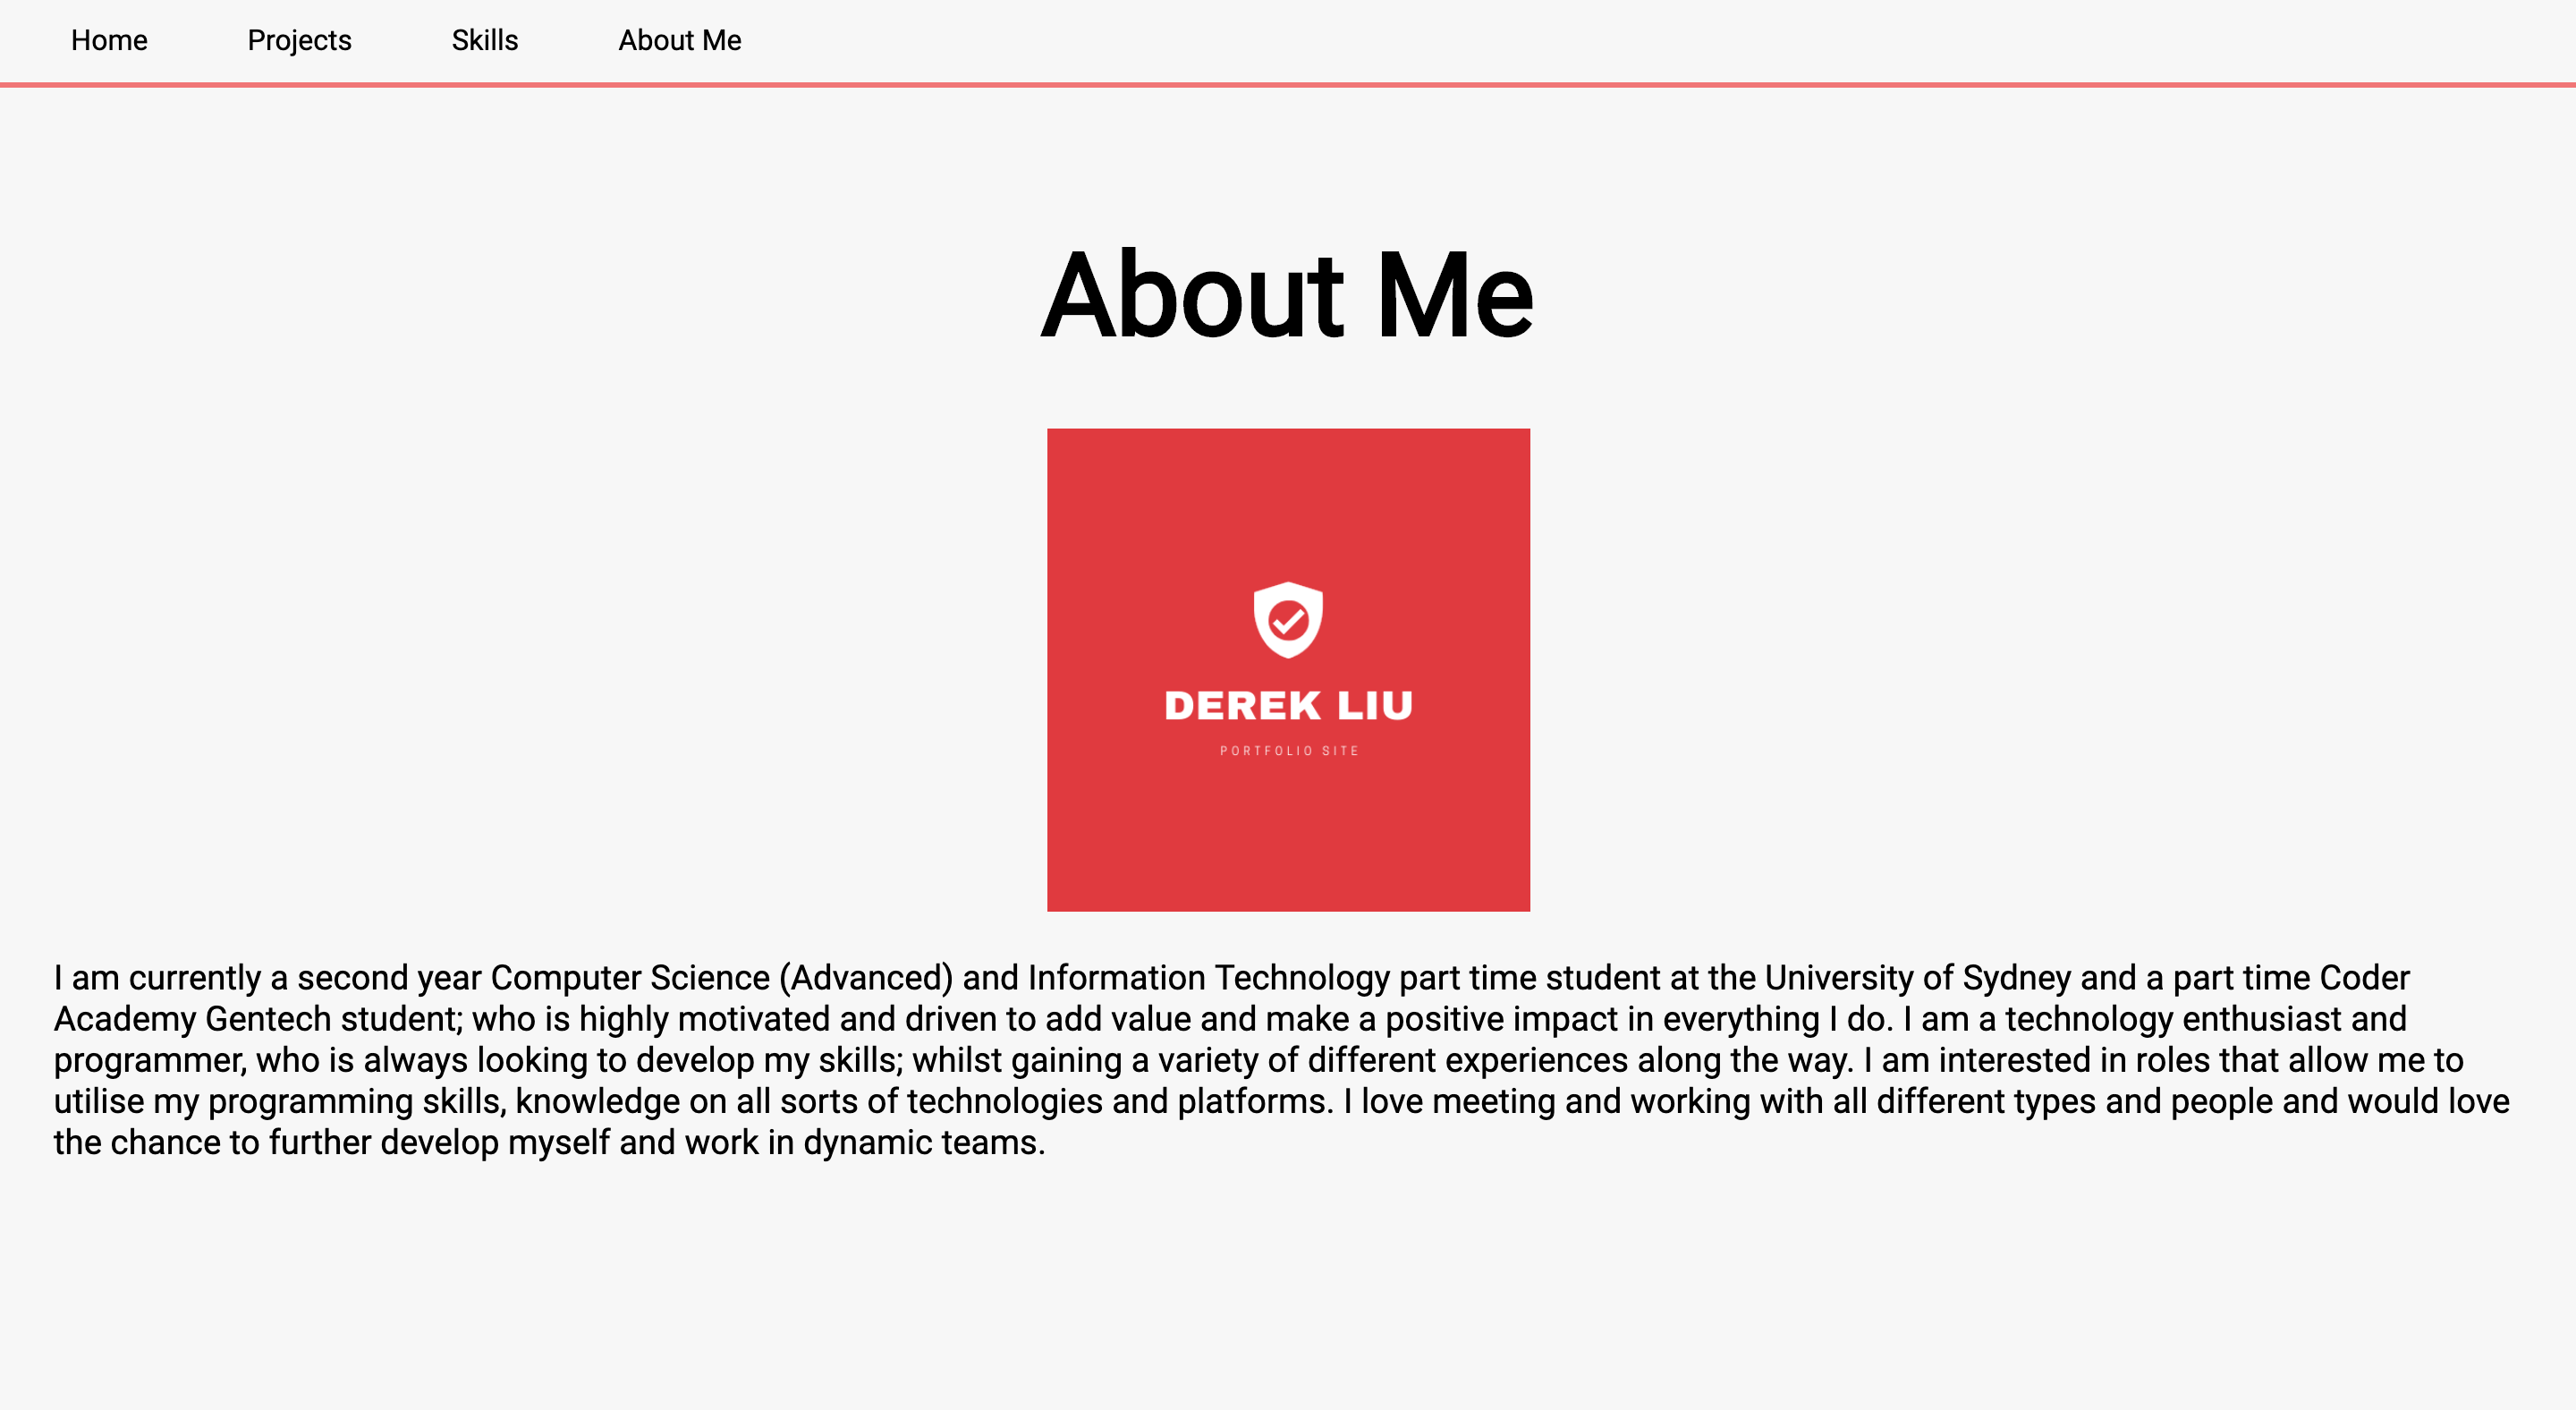 Home Projects Skills About Me
About Me
DEREK LIU
PORTFOLIO SITE
I am currently a second year Computer Science (Advanced) and Information Technology part time student at the University of Sydney and a part time Coder
Academy Gentech student; who is highly motivated and driven to add value and make a positive impact in everything I do. I am a technology enthusiast and
programmer, who is always looking to develop my skills; whilst gaining a variety of different experiences along the way. I am interested in roles that allow me to
utilise my programming skills, knowledge on all sorts of technologies and platforms. I love meeting and working with all different types and people and would love
the chance to further develop myself and work in dynamic teams.